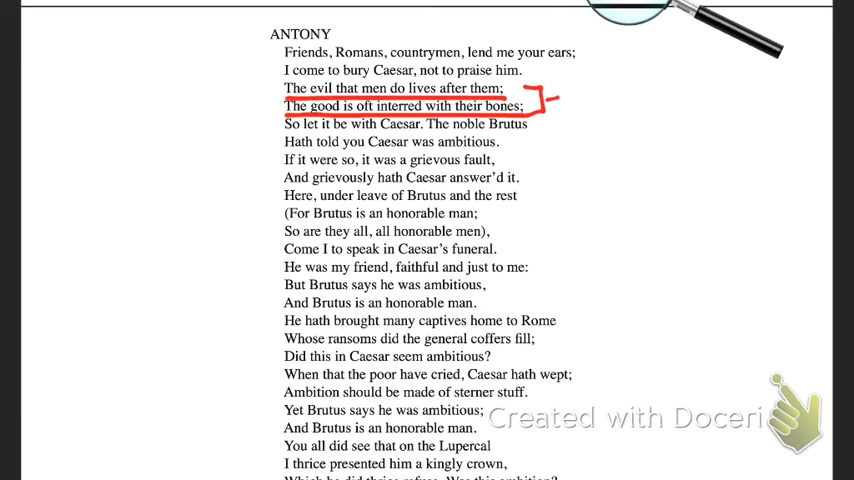 ANTONY
Friends, Romans, countrymen, lend me your ears;
I come to bury Caesar, not to praise him.
The evil that men do lives after them;
The good is oft interred with their bones;
So let it be with Caesar. The noble Brutus
Hath told you Caesar was ambitious.
If it were so, it was a grievous fault,
And grievously hath Caesar answer'd it.
Here, under leave of Brutus and the rest
(For Brutus is an honorable man;
So are they all, all honorable men),
Come I to speak in Caesar's funeral.
He was my friend, faithful and just to me:
But Brutus says he was ambitious,
And Brutus is an honorable man.
He hath brought many captives home to Rome
Whose ransoms did the general coffers fill;
Did this in Caesar seem ambitious?
When that the poor have cried, Caesar hath wept;
Ambition should be made of sterner stuff.
Yet Brutus says he was ambitious;
And Brutus is an honorable man.
You all did see that on the Lupercal
I thrice presented him a kingly crown,
Which he did thrice refuse. Was this ambition?
Created with Doceri